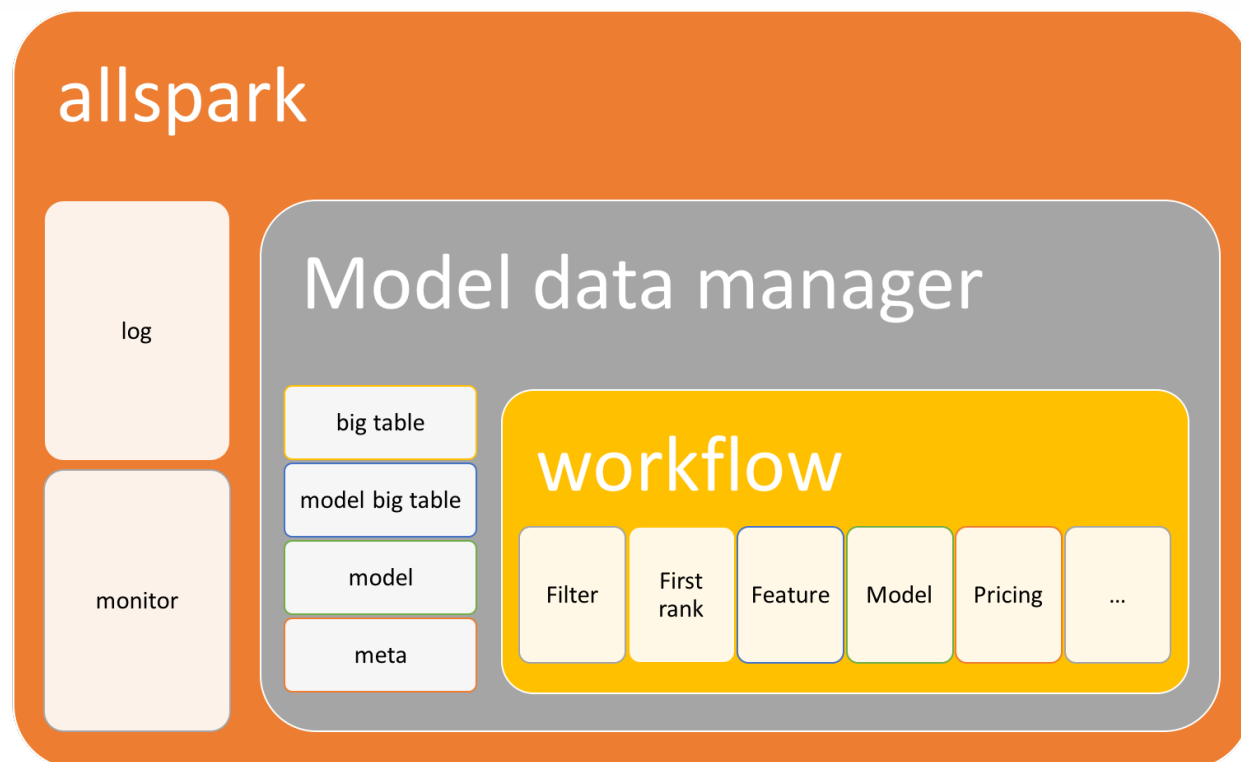 allspark
log
monitor
Model data manager
big table
model big table
model
meta
workflow
Filter
First
rank
Feature
Model
Pricing
...